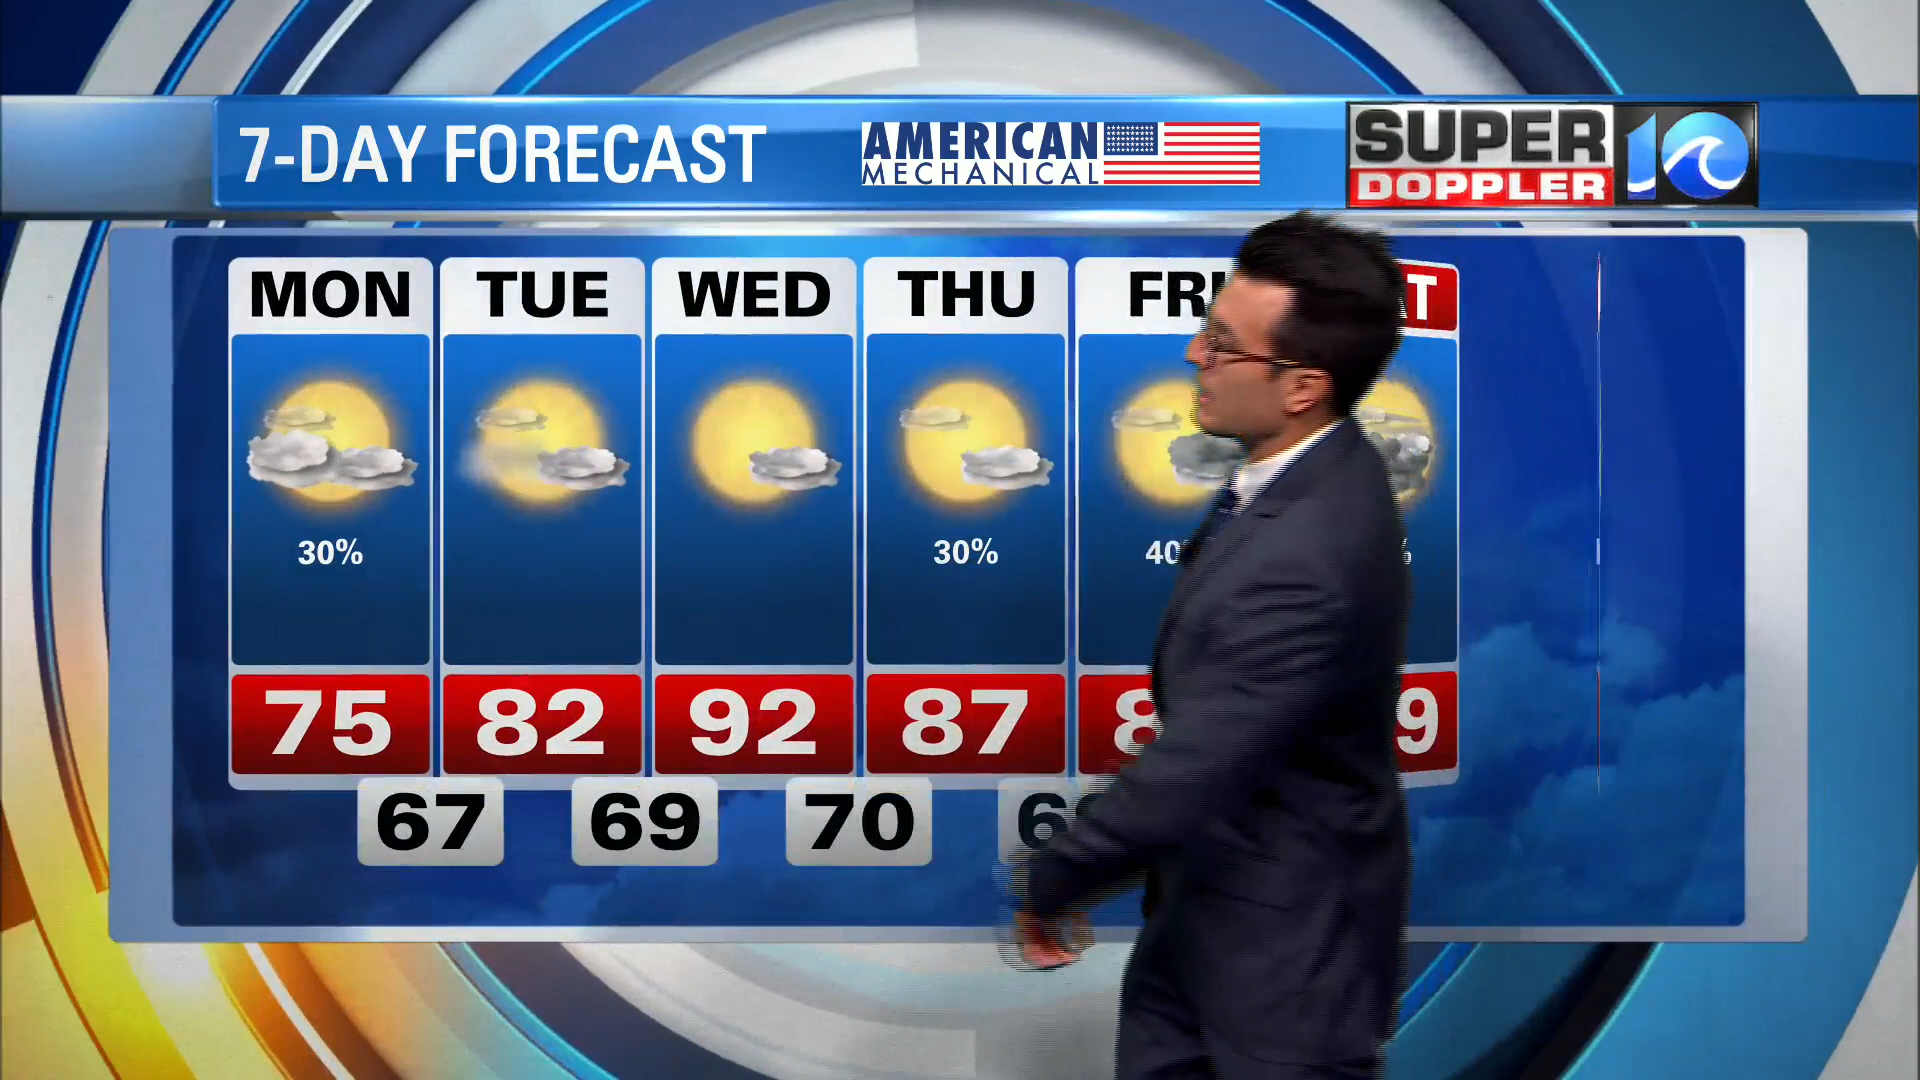 7-DAY FORECAST
AMERICAN
MECHANICAL
SUPER
DOPPLER
10
MON TUE WED THU FRI
30% 30%
75 82 92 87
67 69 70